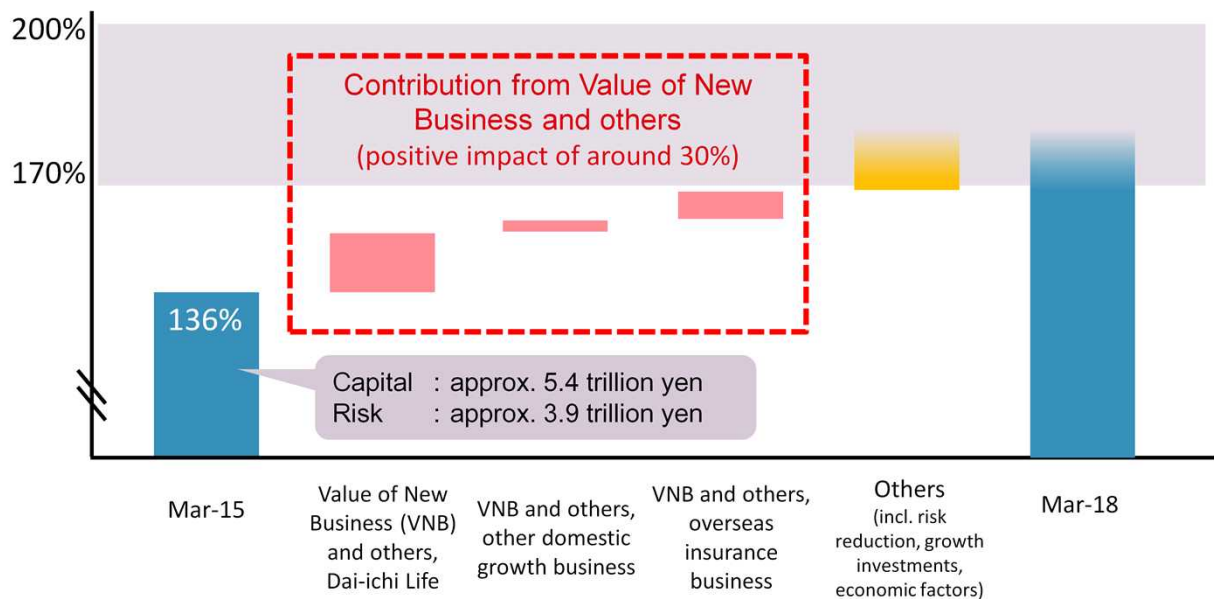 200%
170%
Contribution from Value of New
Business and others
(positive impact of around 30%)
136%
Capital : approx. 5.4 trillion yen
Risk : approx. 3.9 trillion yen
Mar-15
Value of New
Business (VNB)
and others,
Dai-ichi Life
VNB and others,
other domestic
growth business
VNB and others,
overseas
insurance
business
Others
(incl. risk
reduction, growth
investments,
economic factors)
Mar-18